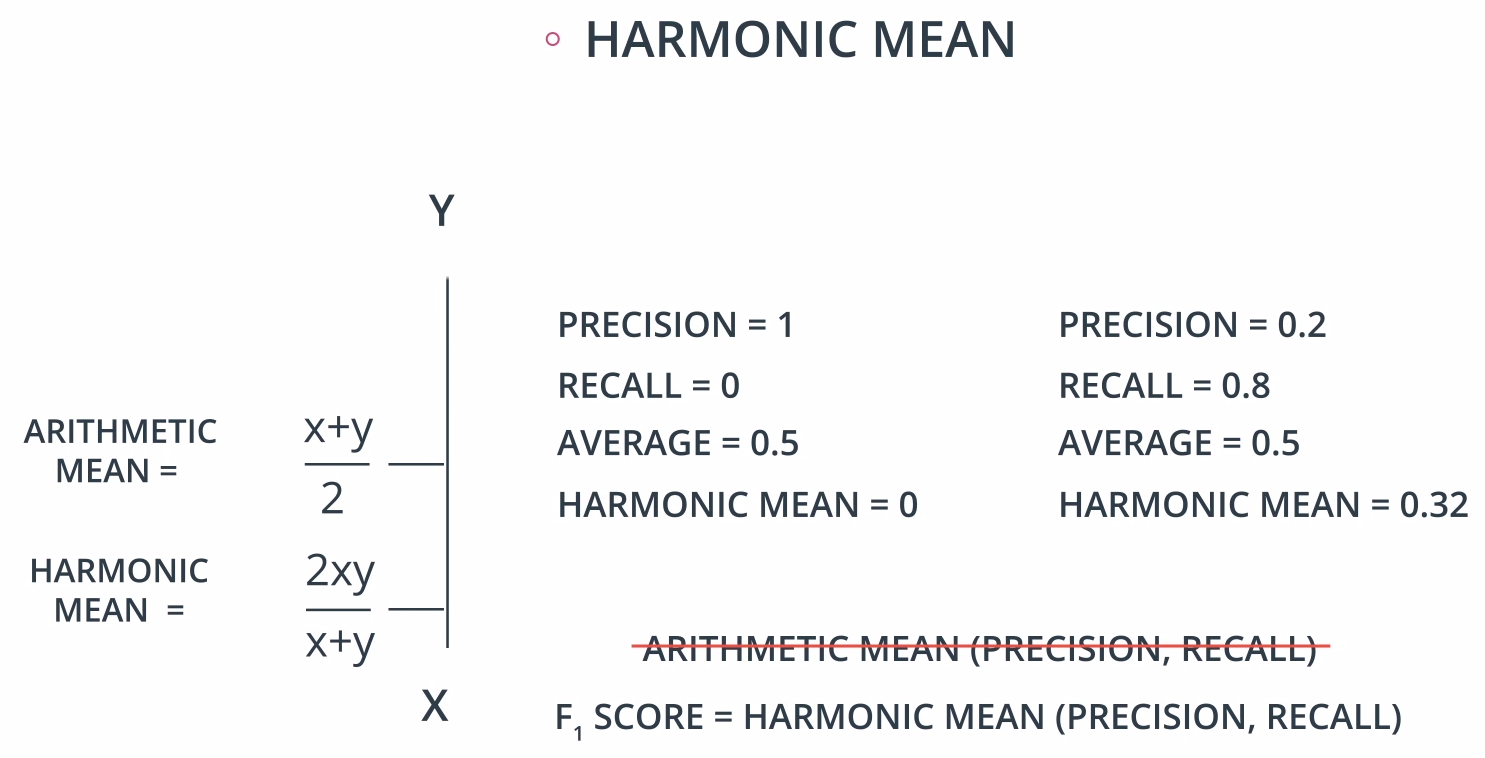 HARMONIC MEAN
Y
ARITHMETIC
MEAN =
x+y
2
HARMONIC
MEAN =
2xy
x+y
X
PRECISION = 1
RECALL = 0
AVERAGE = 0.5
HARMONIC MEAN = 0
PRECISION = 0.2
RECALL = 0.8
AVERAGE = 0.5
HARMONIC MEAN = 0.32
ARITHMETIC MEAN (PRECISION, RECALL)
F₁ SCORE = HARMONIC MEAN (PRECISION, RECALL)